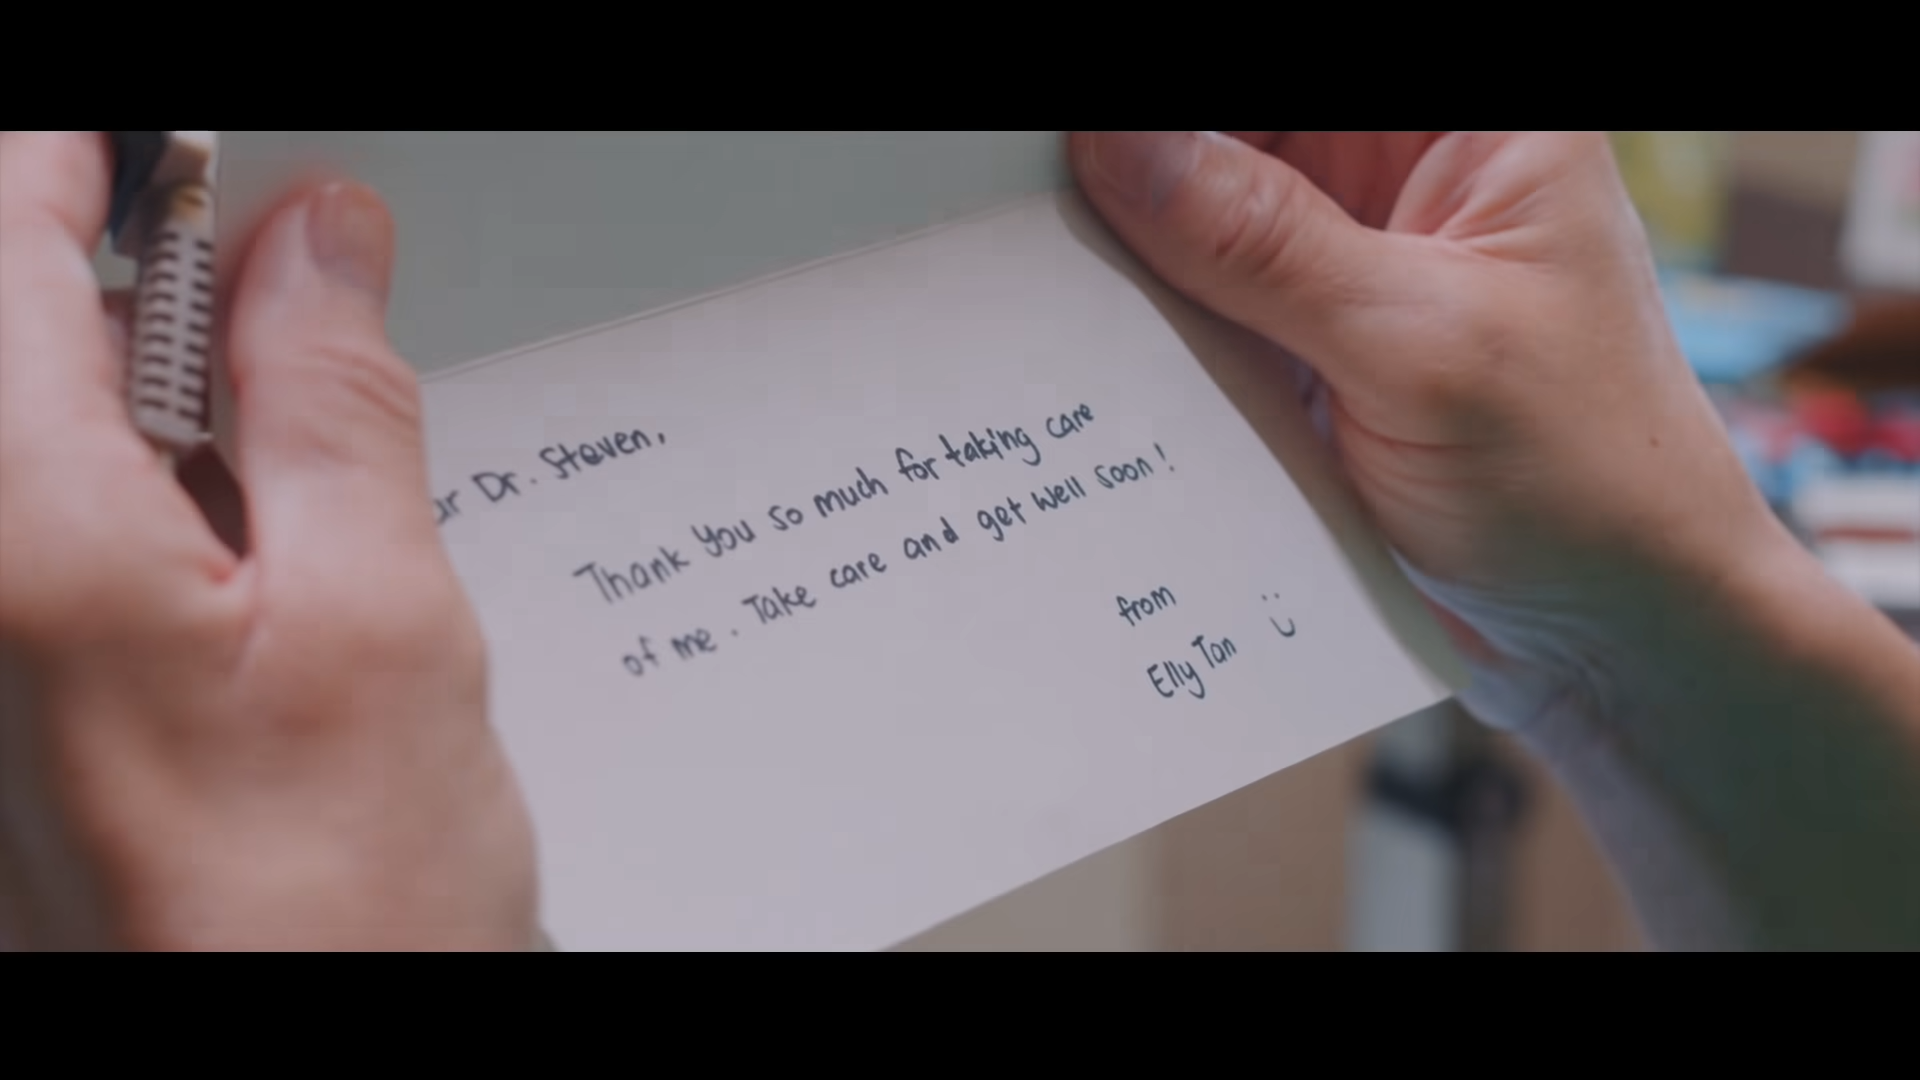 ar Dr. Steven,
Thank you so much for taking care
of me. Take care and get well soon!
from
Elly Tan